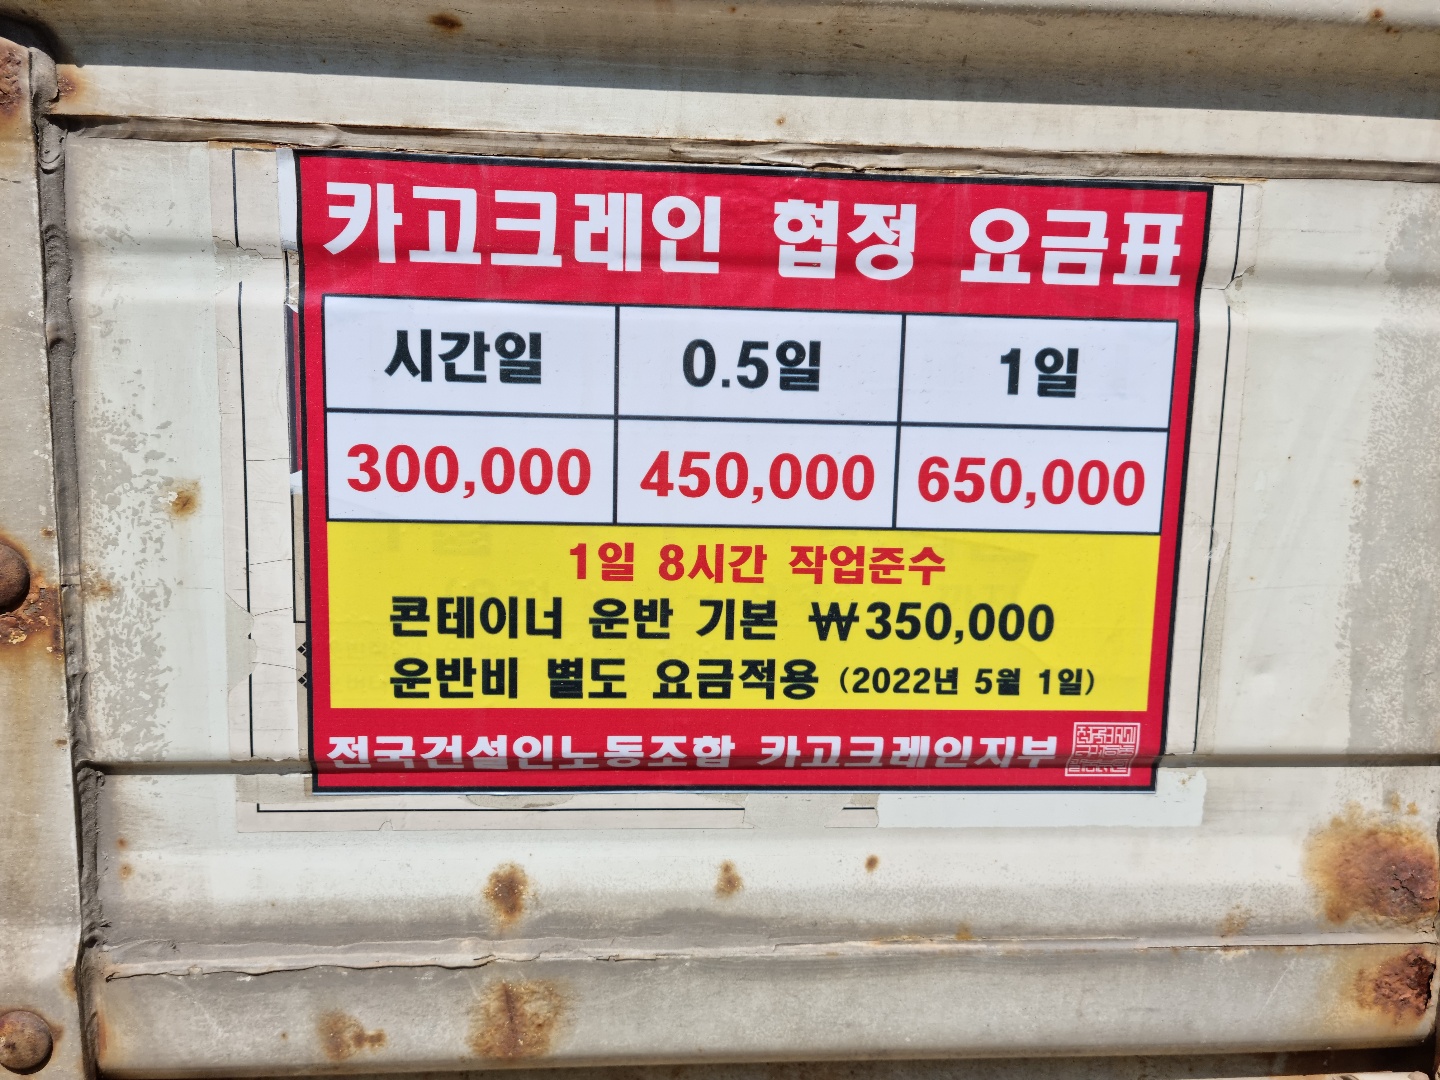 카고크레인 협정 요금표
시간일 0.5일 1일
300,000 450,000 650,000
1일 8시간 작업준수
콘테이너 운반 기본 ₩350,000
운반비 별도 요금적용 (2022년 5월 1일)
전국건설인노동조합 카고크레인지부